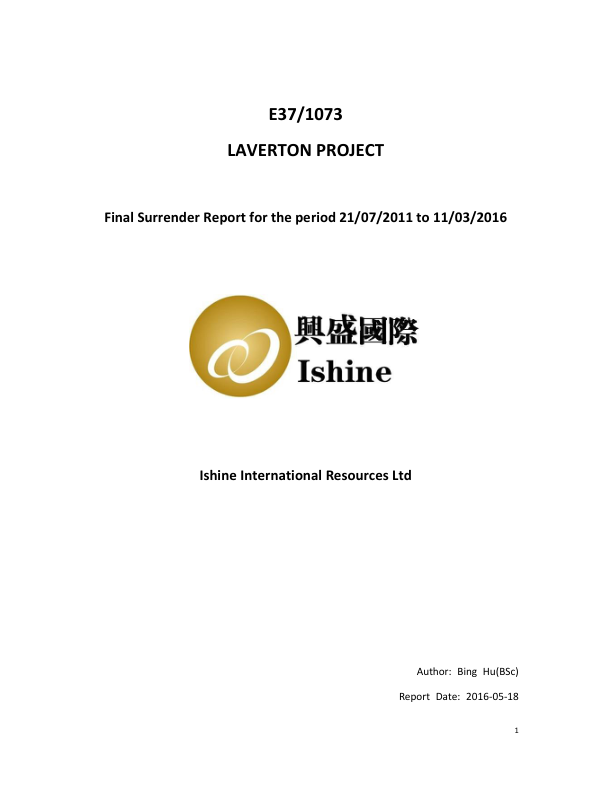 E37/1073
LAVERTON PROJECT
Final Surrender Report for the period 21/07/2011 to 11/03/2016
興盛國際
Ishine
Ishine International Resources Ltd
Author: Bing Hu(BSc)
Report Date: 2016-05-18
1